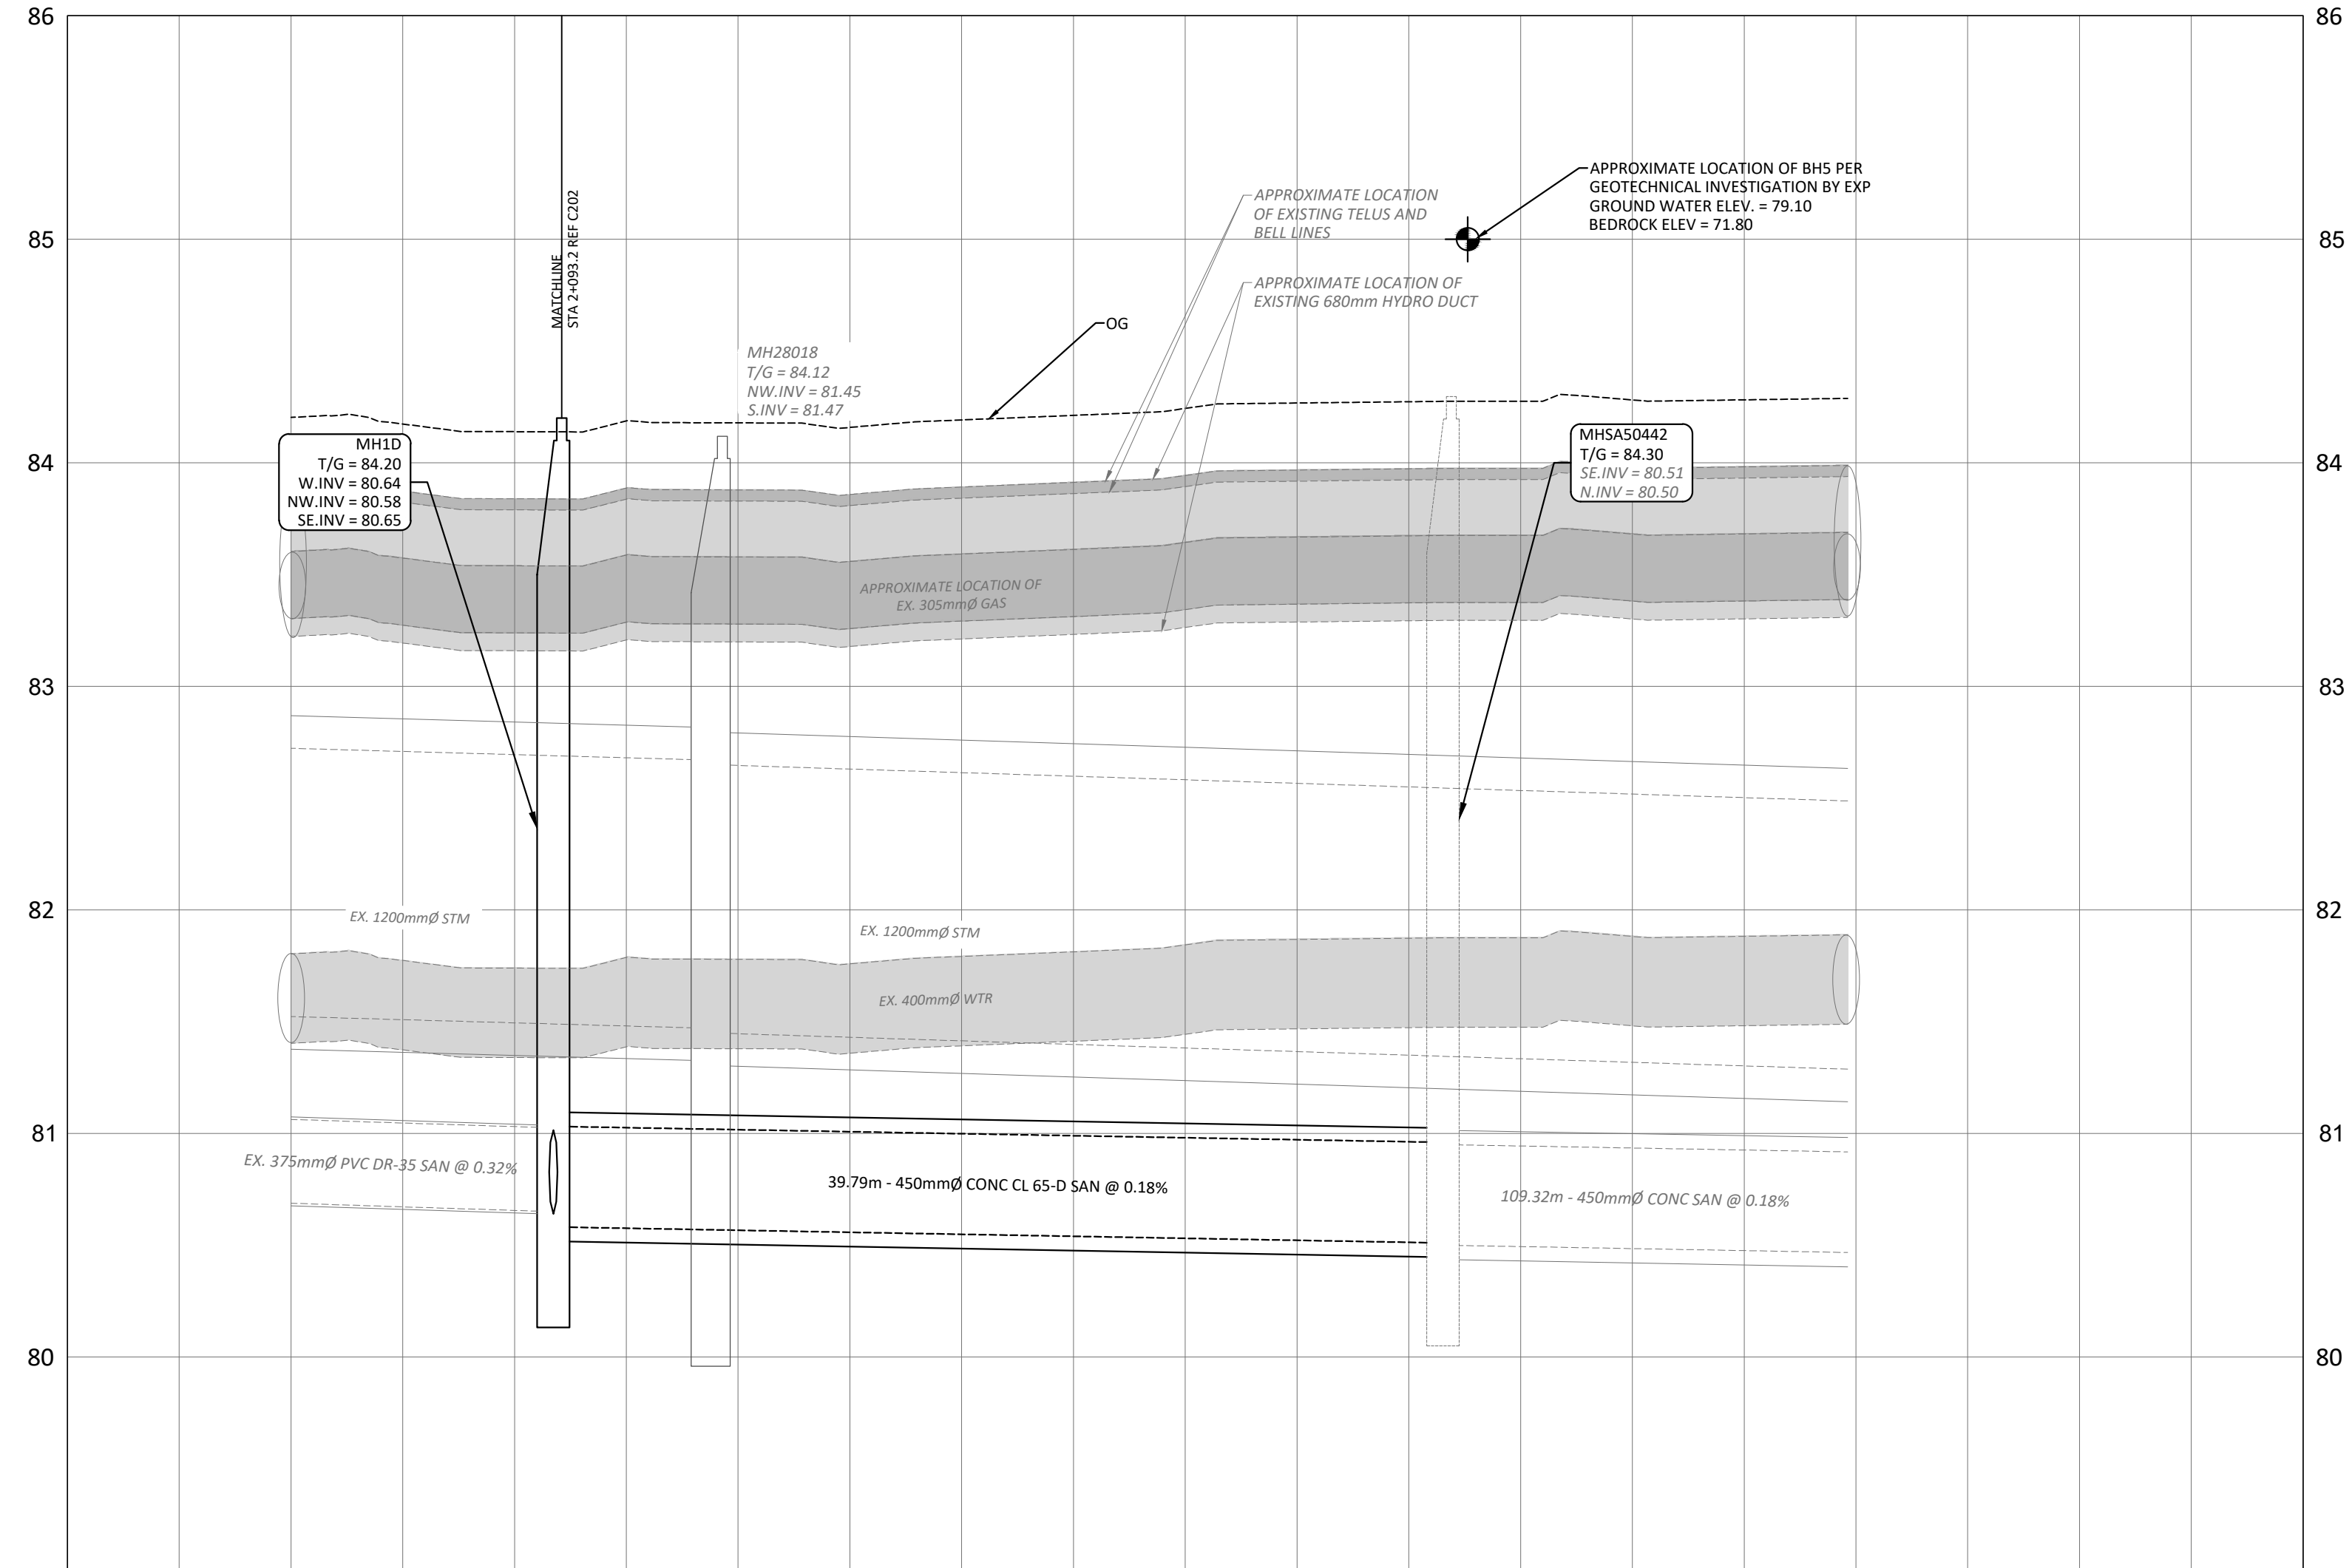 86
86
APPROXIMATE LOCATION OF BH5 PER
GEOTECHNICAL INVESTIGATION BY EXP
GROUND WATER ELEV. = 79.10
BEDROCK ELEV = 71.80
APPROXIMATE LOCATION
OF EXISTING TELUS AND
BELL LINES
85
85
MATCHLINE
STA 2+093.2 REF C202
APPROXIMATE LOCATION OF
EXISTING 680mm HYDRO DUCT
OG
MH28018
T/G = 84.12
NW.INV = 81.45
S.INV = 81.47
MH1D
T/G = 84.20
W.INV = 80.64
NW.INV = 80.58
SE.INV = 80.65
MHSA50442
T/G = 84.30
SE.INV = 80.51
N.INV = 80.50
84
84
APPROXIMATE LOCATION OF
EX. 305mmØ GAS
83
83
82
82
EX. 1200mmØ STM
EX. 1200mmØ STM
EX. 400mmØ WTR
81
81
EX. 375mmØ PVC DR-35 SAN @ 0.32%
39.79m - 450mmØ CONC CL 65-D SAN @ 0.18%
109.32m - 450mmØ CONC SAN @ 0.18%
80
80